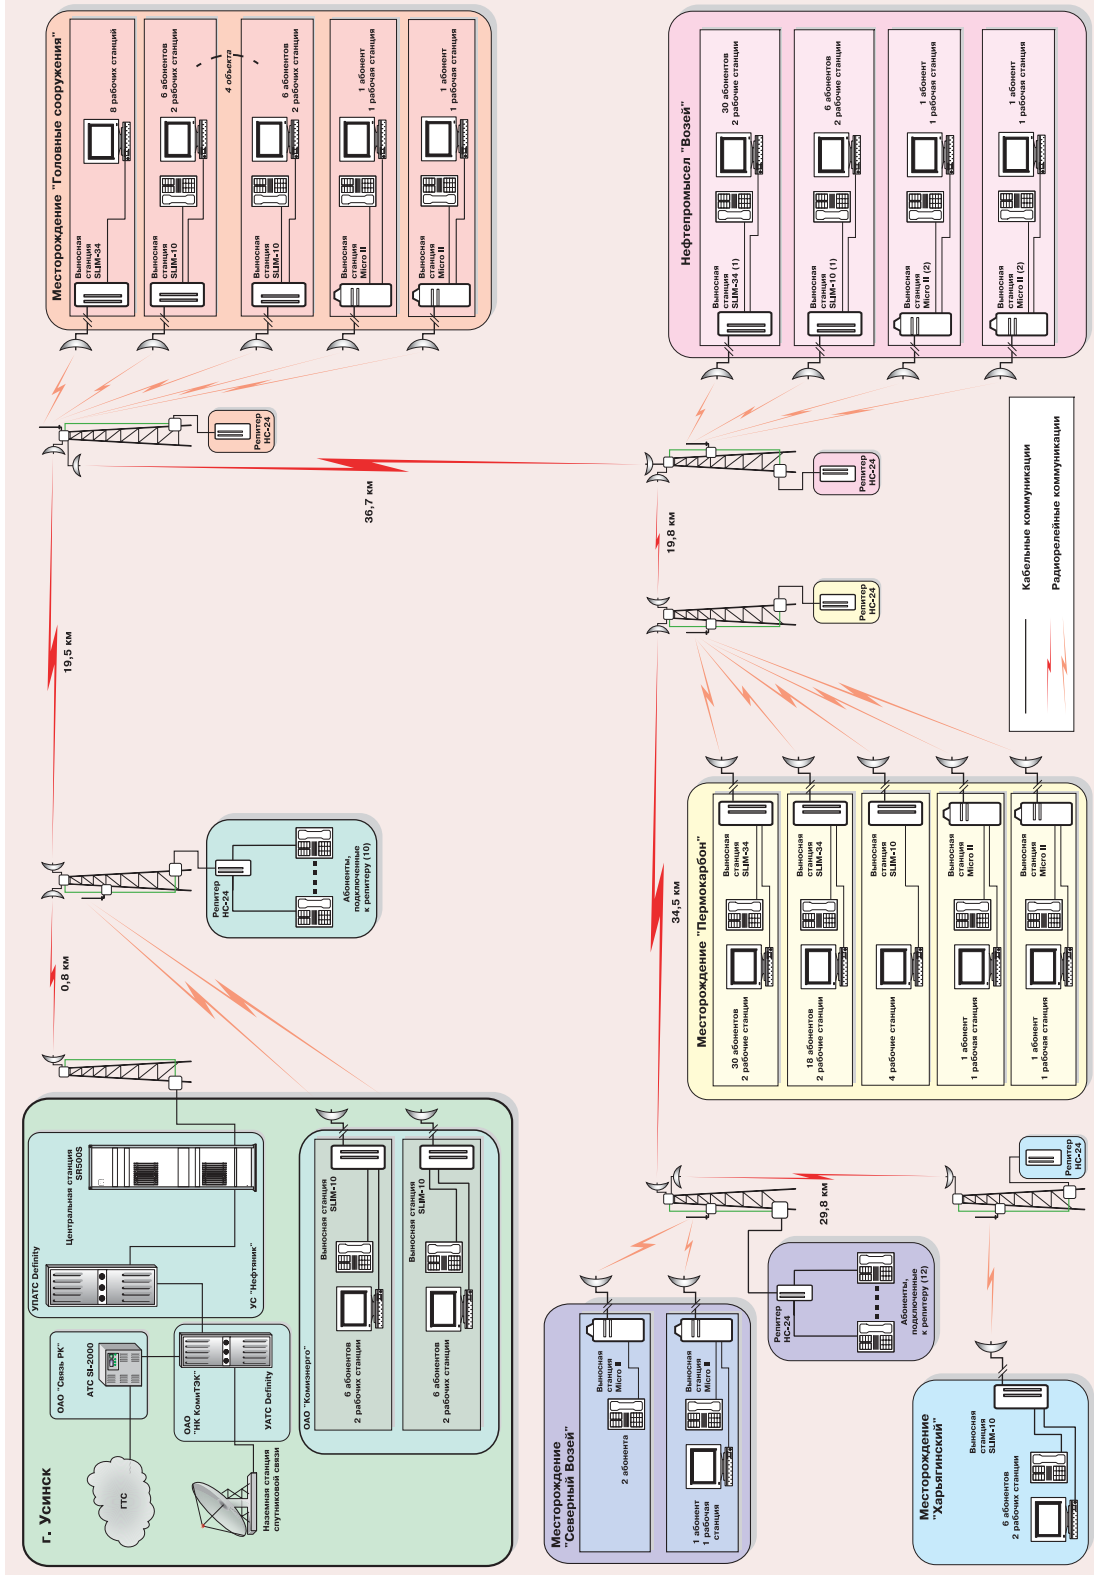 г. Усинск
ГТС
Наземная станция
спутниковой связи
ОАО "Связь РК"
АТС SI-2000
ОАО
"НК КомиТЭК"
УАТС Definity
УПАТС Definity
Центральная станция
SR500S
УС "Нефтяник"
ОАО "Комиэнерго"
Выносная станция
SLIM-10
6 абонентов
2 рабочих станции
Выносная станция
SLIM-10
6 абонентов
2 рабочих станции
0,8 км
Репитер
НС-24
Абоненты,
подключенные
к репитеру (10)
19,5 км
Репитер
НС-24
Месторождение "Головные сооружения"
Выносная
станция
SLIM-34
8 рабочих станций
Выносная
станция
SLIM-10
6 абонентов
2 рабочих станции
4 объекта
Выносная
станция
SLIM-10
6 абонентов
2 рабочих станции
Выносная
станция
Micro II
1 абонент
1 рабочая станция
Выносная
станция
Micro II
1 абонент
1 рабочая станция
36,7 км
Репитер
НС-24
Нефтепромысел "Возей"
Выносная
станция
SLIM-34 (1)
30 абонентов
2 рабочие станции
Выносная
станция
SLIM-10 (1)
6 абонентов
2 рабочие станции
Выносная
станция
Micro II (2)
1 абонент
1 рабочая станция
Выносная
станция
Micro II (2)
1 абонент
1 рабочая станция
19,8 км
Репитер
НС-24
Месторождение "Пермокарбон"
Выносная
станция
SLIM-34
30 абонентов
2 рабочие станции
Выносная
станция
SLIM-34
18 абонентов
2 рабочие станции
Выносная
станция
SLIM-10
4 рабочие станции
Выносная
станция
Micro II
1 абонент
1 рабочая станция
Выносная
станция
Micro II
1 абонент
1 рабочая станция
34,5 км
Репитер
НС-24
Абоненты,
подключенные
к репитеру (12)
Месторождение
"Северный Возей"
Выносная
станция
Micro II
2 абонента
Выносная
станция
Micro II
1 абонент
1 рабочая
станция
29,8 км
Репитер
НС-24
Месторождение
"Харьягинский"
Выносная
станция
SLIM-10
6 абонентов
2 рабочих станции
Кабельные коммуникации
Радиорелейные коммуникации